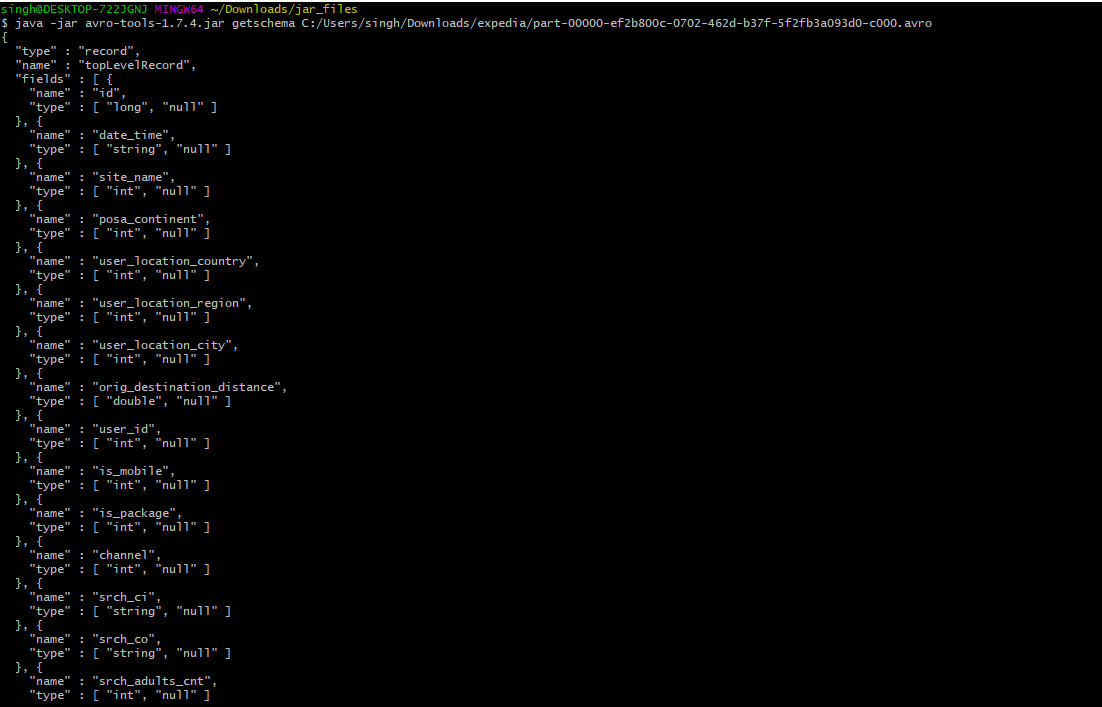 singh@DESKTOP-722JGNJ MINGW64 ~/Downloads/jar_files
$ java -jar avro-tools-1.7.4.jar getschema C:/Users/singh/Downloads/expedia/part-00000-ef2b800c-0702-462d-b37f-5f2fb3a093d0-c000.avro
{
  "type" : "record",
  "name" : "topLevelRecord",
  "fields" : [ {
    "name" : "id",
    "type" : [ "long", "null" ]
  }, {
    "name" : "date_time",
    "type" : [ "string", "null" ]
  }, {
    "name" : "site_name",
    "type" : [ "int", "null" ]
  }, {
    "name" : "posa_continent",
    "type" : [ "int", "null" ]
  }, {
    "name" : "user_location_country",
    "type" : [ "int", "null" ]
  }, {
    "name" : "user_location_region",
    "type" : [ "int", "null" ]
  }, {
    "name" : "user_location_city",
    "type" : [ "int", "null" ]
  }, {
    "name" : "orig_destination_distance",
    "type" : [ "double", "null" ]
  }, {
    "name" : "user_id",
    "type" : [ "int", "null" ]
  }, {
    "name" : "is_mobile",
    "type" : [ "int", "null" ]
  }, {
    "name" : "is_package",
    "type" : [ "int", "null" ]
  }, {
    "name" : "channel",
    "type" : [ "int", "null" ]
  }, {
    "name" : "srch_ci",
    "type" : [ "string", "null" ]
  }, {
    "name" : "srch_co",
    "type" : [ "string", "null" ]
  }, {
    "name" : "srch_adults_cnt",
    "type" : [ "int", "null" ]